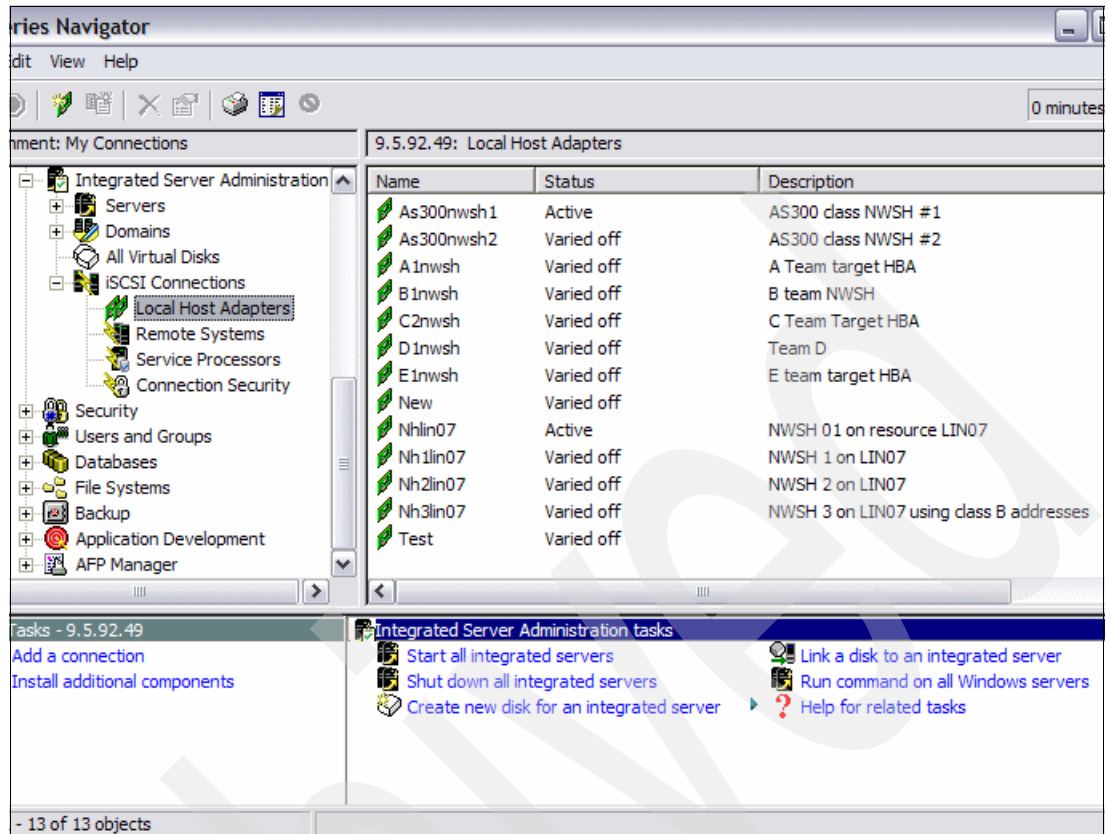 ries Navigator
dit View Help
0 minutes
nment: My Connections
9.5.92.49: Local Host Adapters
Integrated Server Administration
Servers
Domains
All Virtual Disks
iSCSI Connections
Local Host Adapters
Remote Systems
Service Processors
Connection Security
Security
Users and Groups
Databases
File Systems
Backup
Application Development
AFP Manager
Name Status Description
As300nwsh1 Active AS300 class NWSH #1
As300nwsh2 Varied off AS300 class NWSH #2
A1nwsh Varied off A Team target HBA
B1nwsh Varied off B team NWSH
C2nwsh Varied off C Team Target HBA
D1nwsh Varied off Team D
E1nwsh Varied off E team target HBA
New Varied off
Nhlin07 Active NWSH 01 on resource LIN07
Nh1lin07 Varied off NWSH 1 on LIN07
Nh2lin07 Varied off NWSH 2 on LIN07
Nh3lin07 Varied off NWSH 3 on LIN07 using class B addresses
Test Varied off
Tasks - 9.5.92.49
Add a connection
Install additional components
Integrated Server Administration tasks
Start all integrated servers
Shut down all integrated servers
Create new disk for an integrated server
Link a disk to an integrated server
Run command on all Windows servers
Help for related tasks
- 13 of 13 objects